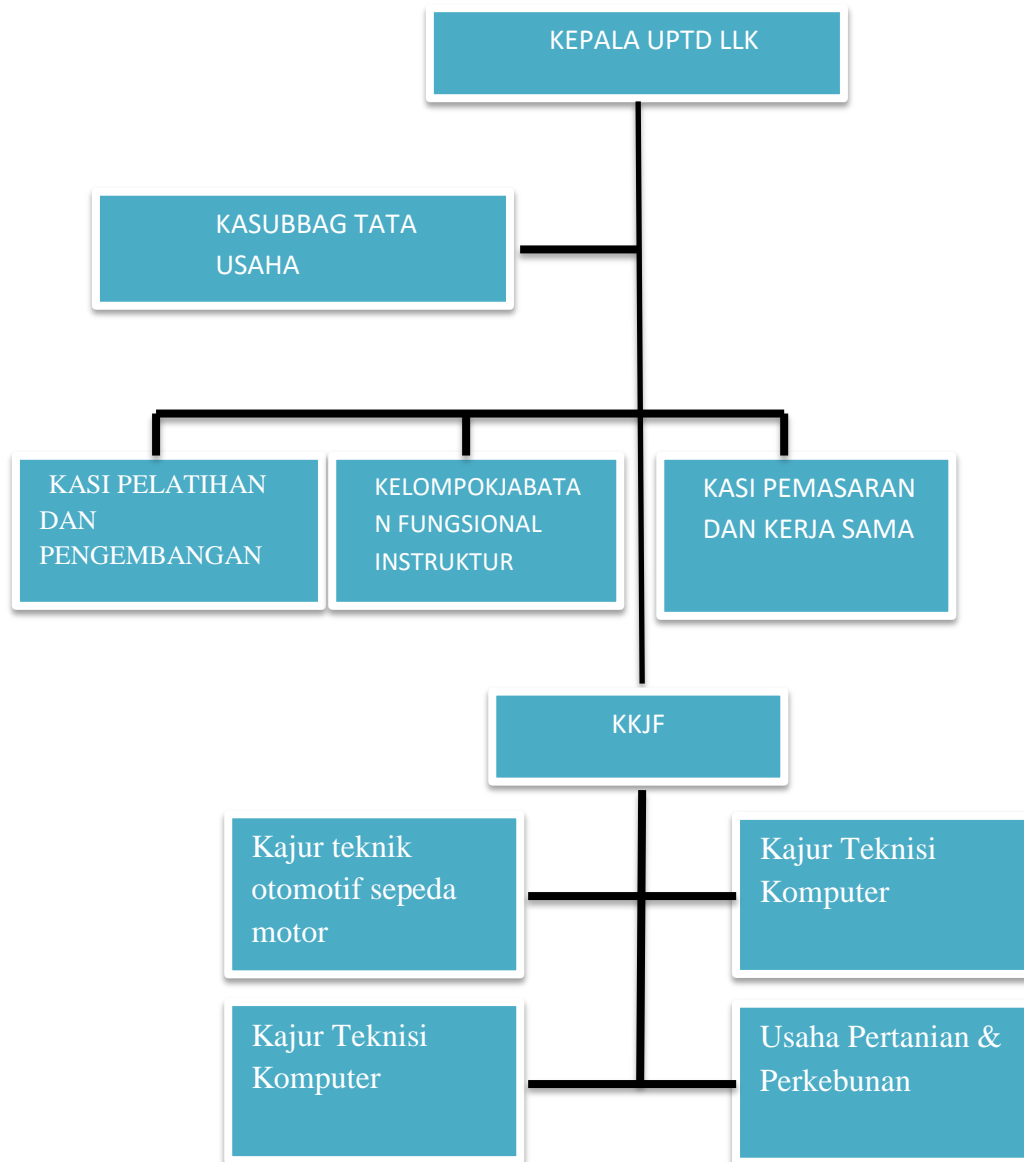 KEPALA UPTD LLK
KASUBBAG TATA
USAHA
KASI PELATIHAN
DAN
PENGEMBANGAN
KELOMPOKJABATA
N FUNGSIONAL
INSTRUKTUR
KASI PEMASARAN
DAN KERJA SAMA
KKJF
Kajur teknik
otomotif sepeda
motor
Kajur Teknisi
Komputer
Kajur Teknisi
Komputer
Usaha Pertanian &
Perkebunan